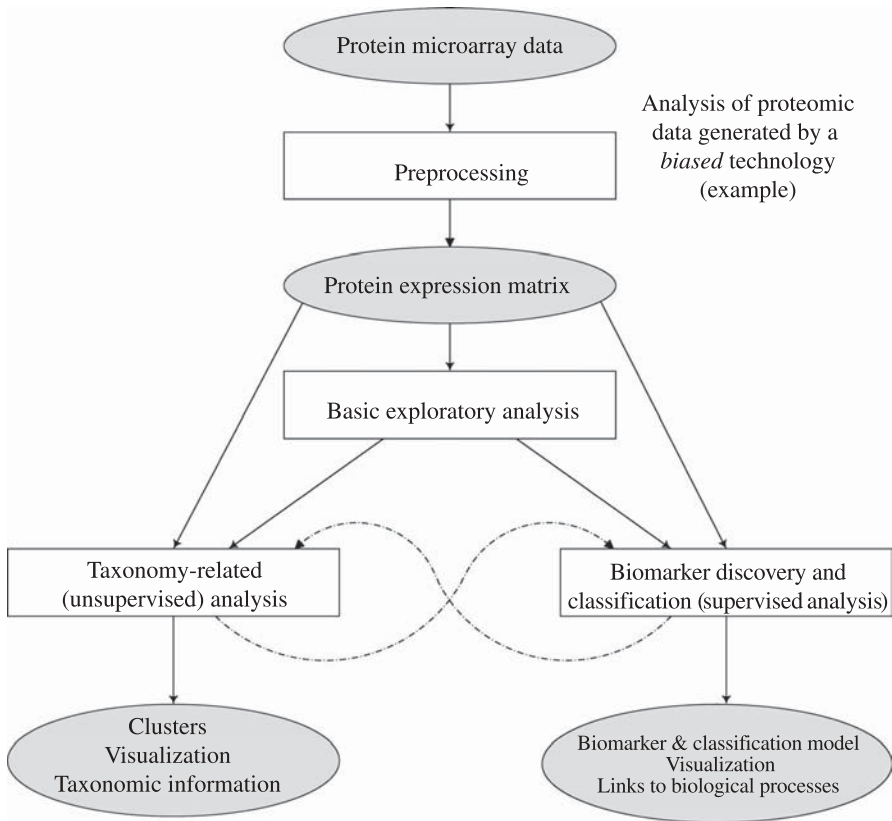 Protein microarray data
Analysis of proteomic
data generated by a
biased technology
(example)
Preprocessing
Protein expression matrix
Basic exploratory analysis
Taxonomy-related
(unsupervised) analysis
Biomarker discovery and
classification (supervised analysis)
Clusters
Visualization
Taxonomic information
Biomarker & classification model
Visualization
Links to biological processes